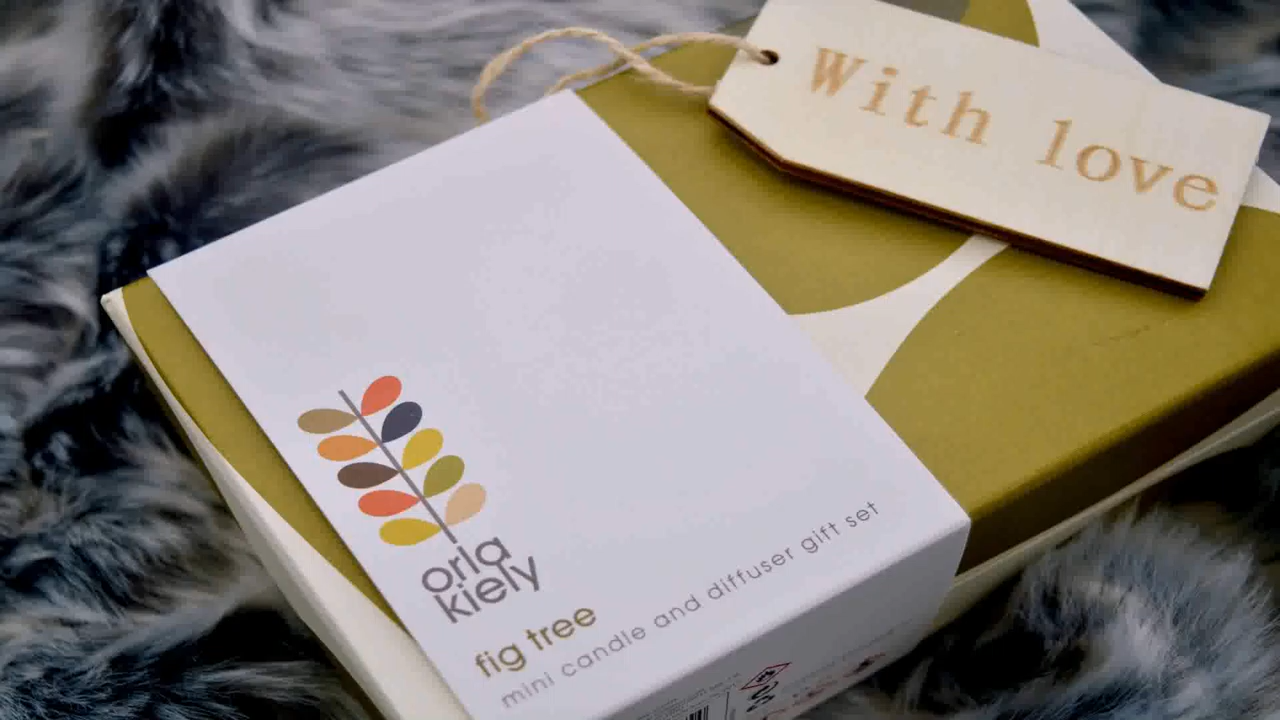 With love
orla
kiely
fig tree
mini candle and diffuser gift set